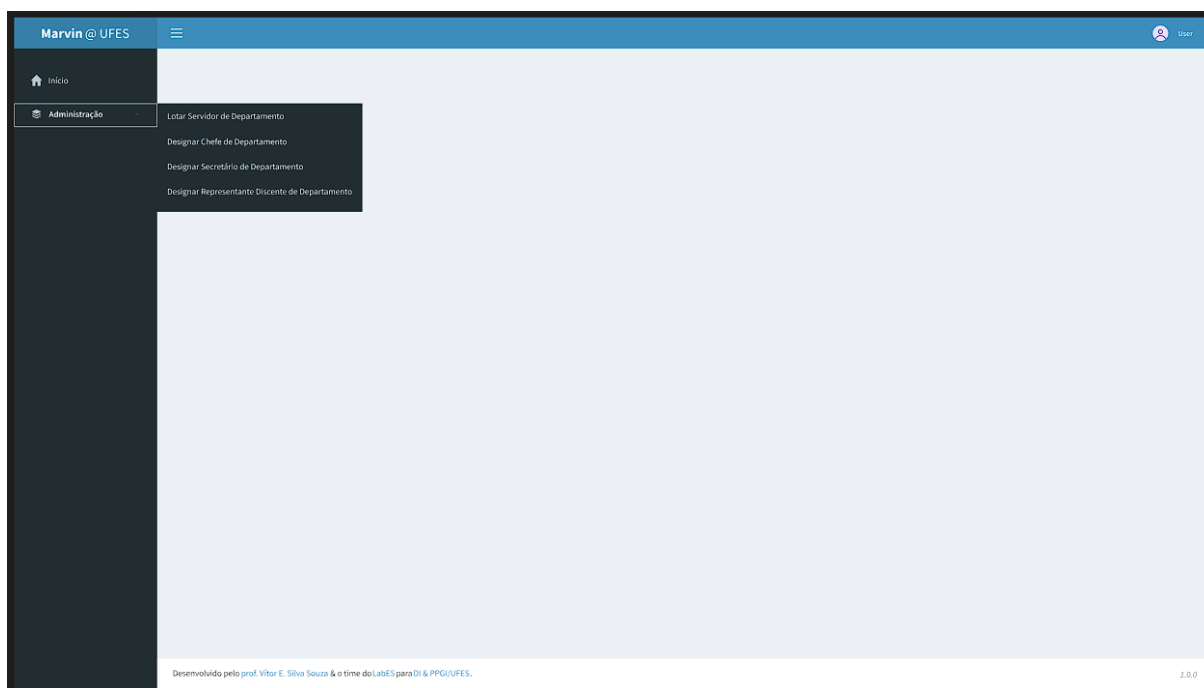 Marvin @ UFES
User
Início
Administração
Lotar Servidor de Departamento
Designar Chefe de Departamento
Designar Secretário de Departamento
Designar Representante Discente de Departamento
Desenvolvido pelo prof. Vítor E. Silva Souza & o time do LabES para DI & PPGI/UFES.
1.0.0